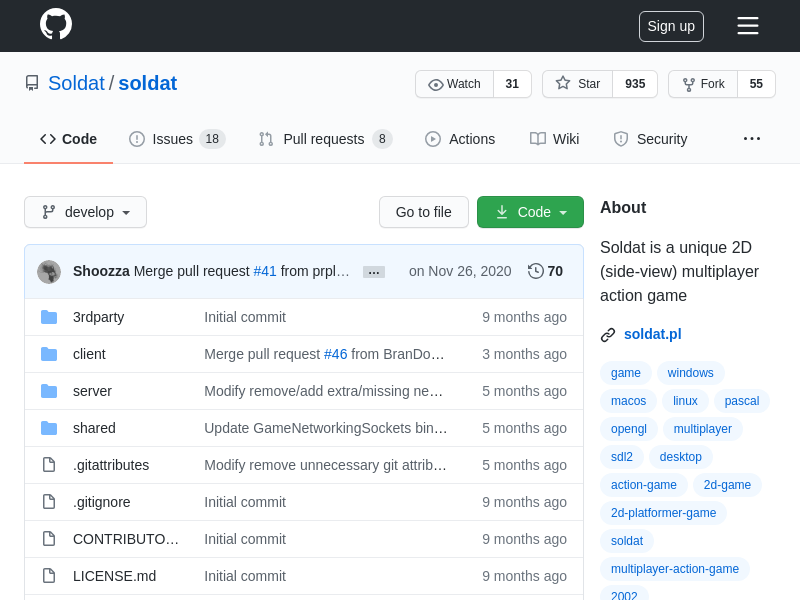 Sign up
Soldat / soldat
Watch 31 Star 935 Fork 55
Code Issues 18 Pull requests 8 Actions Wiki Security ...
develop Go to file Code
Shoozza Merge pull request #41 from prpl… ... on Nov 26, 2020 70
3rdparty Initial commit 9 months ago
client Merge pull request #46 from BranDo… 3 months ago
server Modify remove/add extra/missing ne… 5 months ago
shared Update GameNetworkingSockets bin… 5 months ago
.gitattributes Modify remove unnecessary git attrib… 5 months ago
.gitignore Initial commit 9 months ago
CONTRIBUTO… Initial commit 9 months ago
LICENSE.md Initial commit 9 months ago
About
Soldat is a unique 2D
(side-view) multiplayer
action game
soldat.pl
game windows
macos linux pascal
opengl multiplayer
sdl2 desktop
action-game 2d-game
2d-platformer-game
soldat
multiplayer-action-game
2002